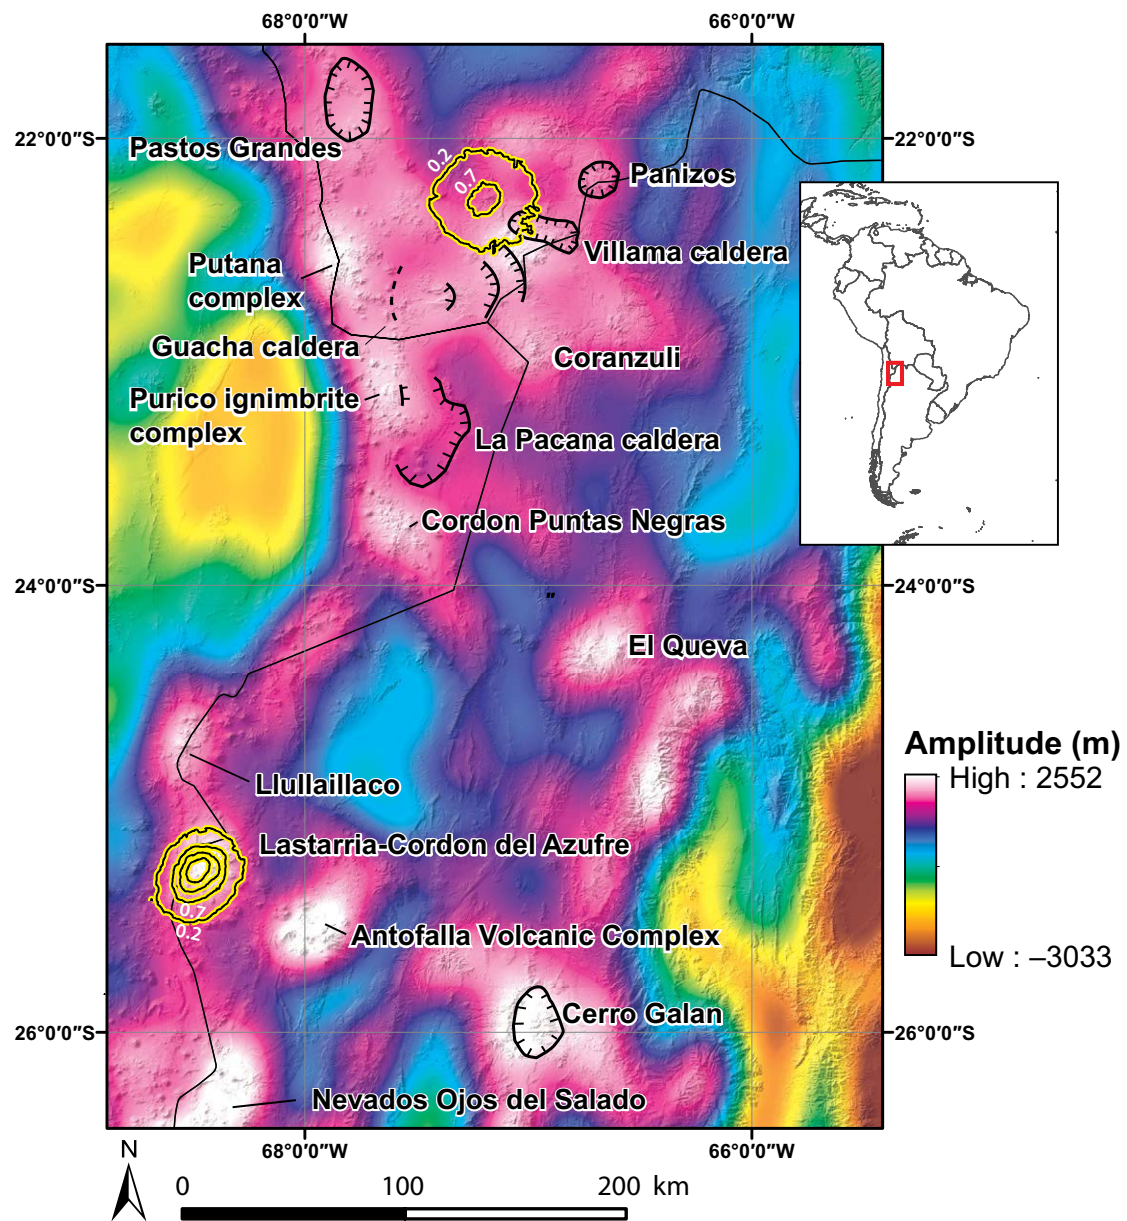 68°0'0"W
66°0'0"W
22°0'0"S
22°0'0"S
Pastos Grandes
0.2
0.7
Panizos
Villama caldera
Putana
complex
Guacha caldera
Coranzuli
Purico ignimbrite
complex
La Pacana caldera
Cordon Puntas Negras
24°0'0"S
24°0'0"S
"
El Queva
Llullaillaco
Amplitude (m)
High : 2552
Low : –3033
Lastarria-Cordon del Azufre
0.7
0.2
Antofalla Volcanic Complex
Cerro Galan
26°0'0"S
26°0'0"S
Nevados Ojos del Salado
68°0'0"W
66°0'0"W
N
0
100
200 km